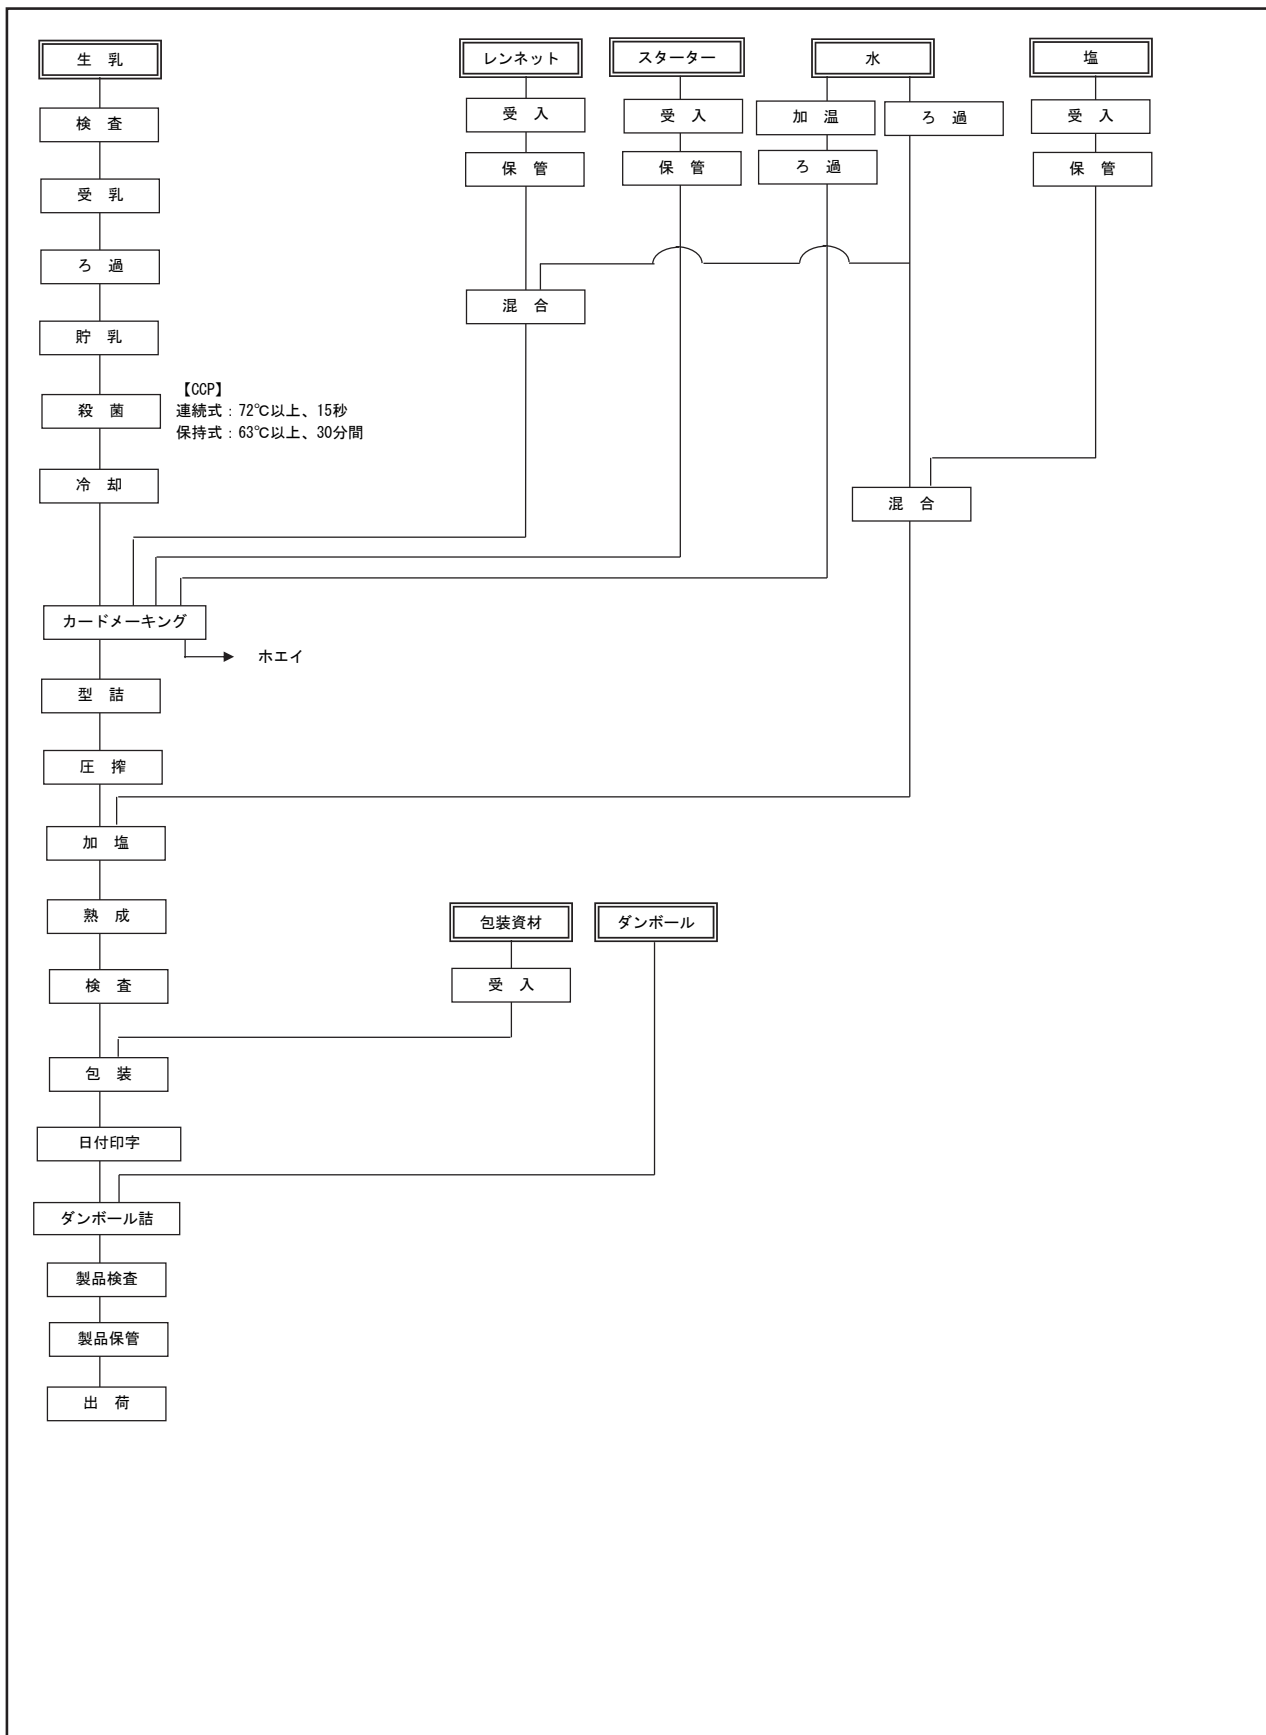 生　乳
レンネット
スターター
水
塩
検　査
受　入
受　入
加　温
ろ　過
受　入
保　管
保　管
ろ　過
保　管
受　乳
ろ　過
混　合
貯　乳
殺　菌
【CCP】
連続式：72℃以上、15秒
保持式：63℃以上、30分間
冷　却
混　合
カードメーキング
ホエイ
型　詰
圧　搾
加　塩
熟　成
包装資材
ダンボール
検　査
受　入
包　装
日付印字
ダンボール詰
製品検査
製品保管
出　荷